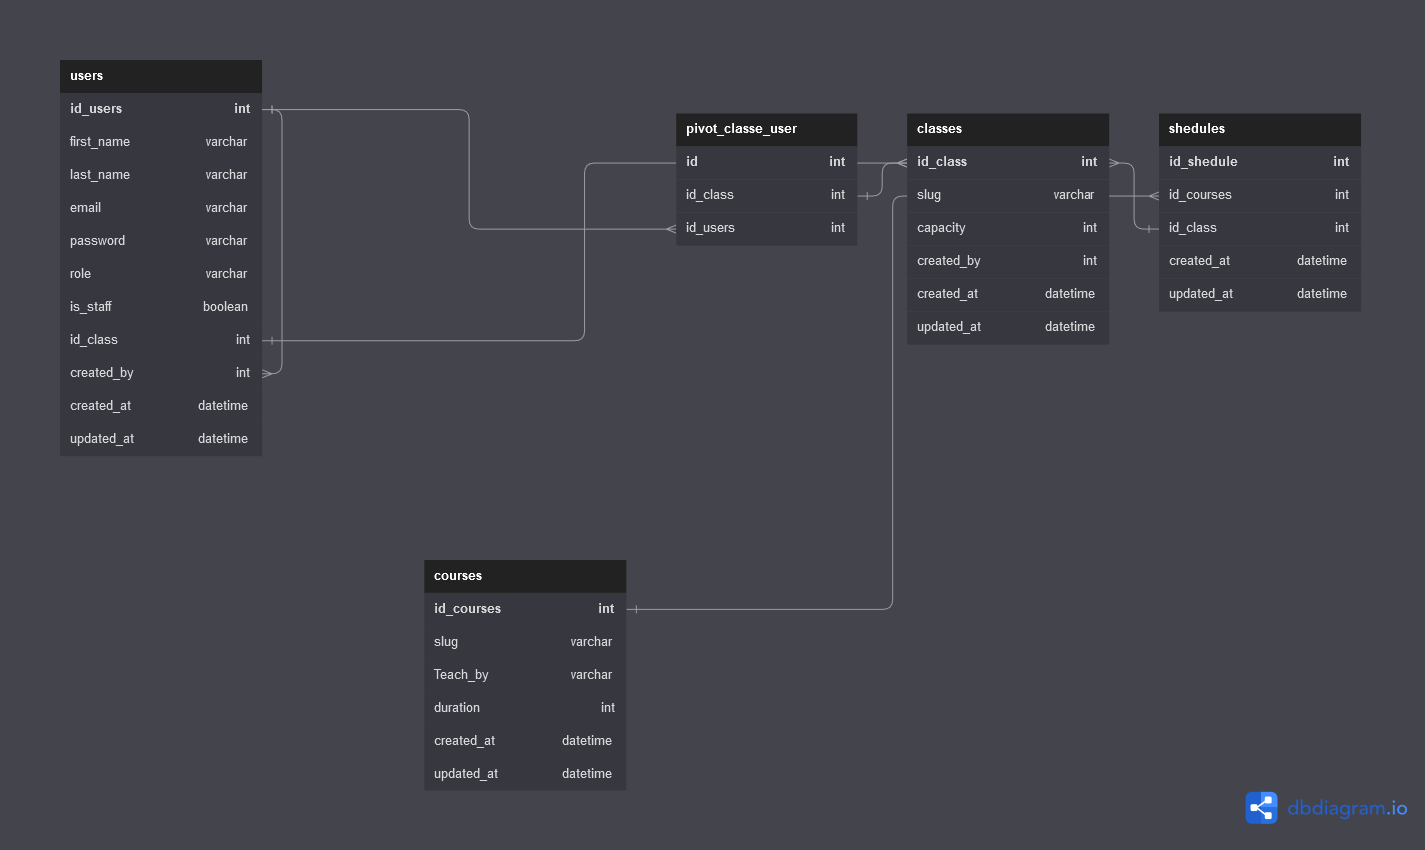 users
id_users int
first_name varchar
last_name varchar
email varchar
password varchar
role varchar
is_staff boolean
id_class int
created_by int
created_at datetime
updated_at datetime
pivot_classe_user
id int
id_class int
id_users int
classes
id_class int
slug varchar
capacity int
created_by int
created_at datetime
updated_at datetime
shedules
id_shedule int
id_courses int
id_class int
created_at datetime
updated_at datetime
courses
id_courses int
slug varchar
Teach_by varchar
duration int
created_at datetime
updated_at datetime
dbdiagram.io